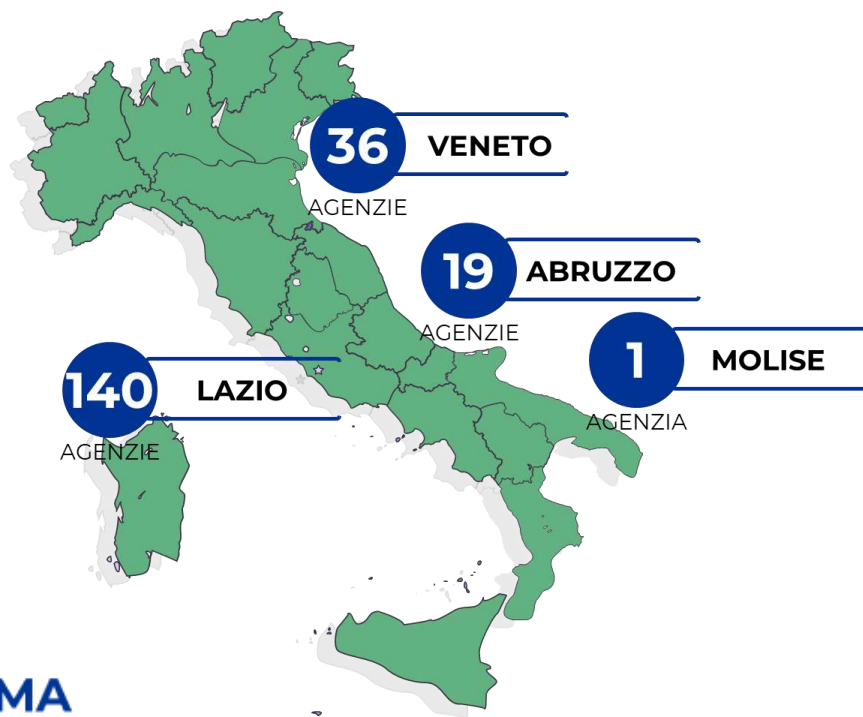 36 VENETO
AGENZIE
19 ABRUZZO
AGENZIE
1 MOLISE
AGENZIA
140 LAZIO
AGENZIE
MA